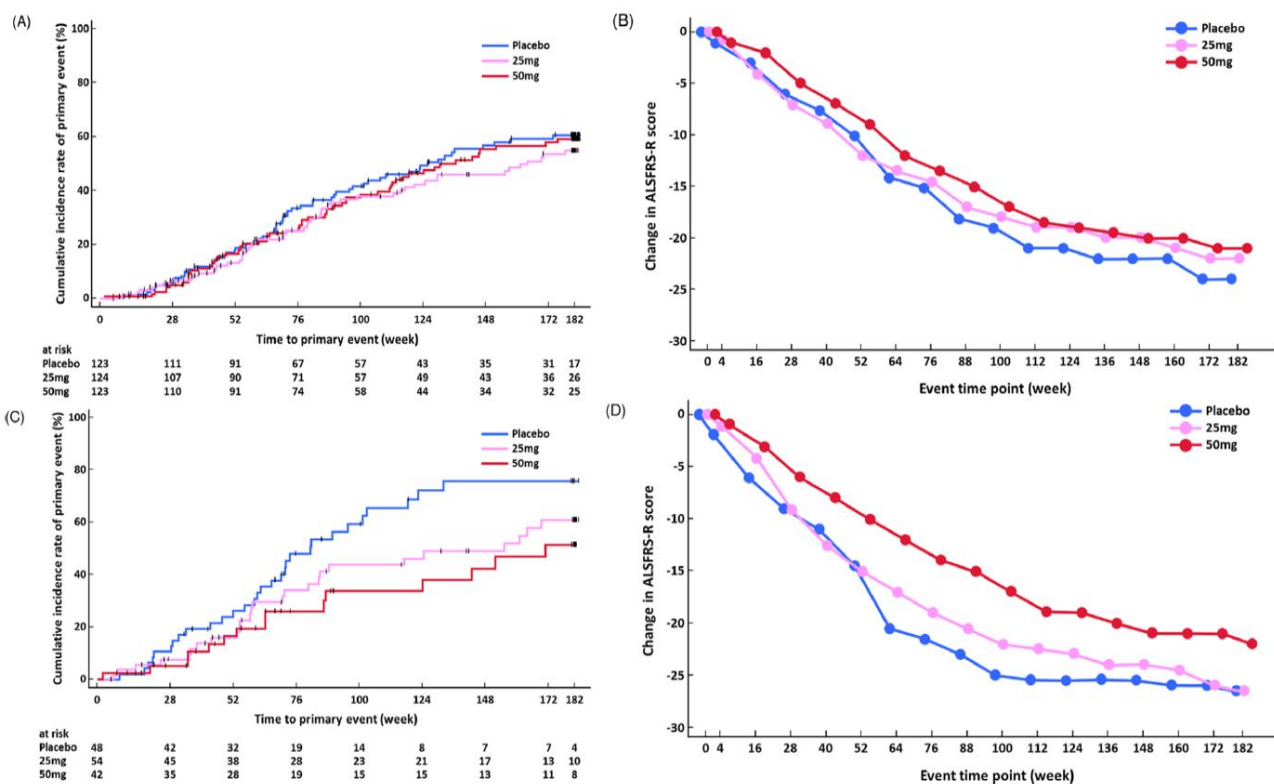 (A)
Cumulative incidence rate of primary event (%)
100
80
60
40
20
0
Placebo
25mg
50mg
0 28 52 76 100 124 148 172 182
Time to primary event (week)
at risk
Placebo 123 111 91 67 57 43 35 31 17
25mg 124 107 90 71 57 49 43 36 26
50mg 123 110 91 74 58 44 34 32 25
(B)
Change in ALSFRS-R score
0
-5
-10
-15
-20
-25
-30
Placebo
25mg
50mg
0 4 16 28 40 52 64 76 88 100 112 124 136 148 160 172 182
Event time point (week)
(C)
Cumulative incidence rate of primary event (%)
100
80
60
40
20
0
Placebo
25mg
50mg
0 28 52 76 100 124 148 172 182
Time to primary event (week)
at risk
Placebo 48 42 32 19 14 8 7 7 4
25mg 54 45 38 28 23 21 17 13 10
50mg 42 35 28 19 15 15 13 11 8
(D)
Change in ALSFRS-R score
0
-5
-10
-15
-20
-25
-30
Placebo
25mg
50mg
0 4 16 28 40 52 64 76 88 100 112 124 136 148 160 172 182
Event time point (week)